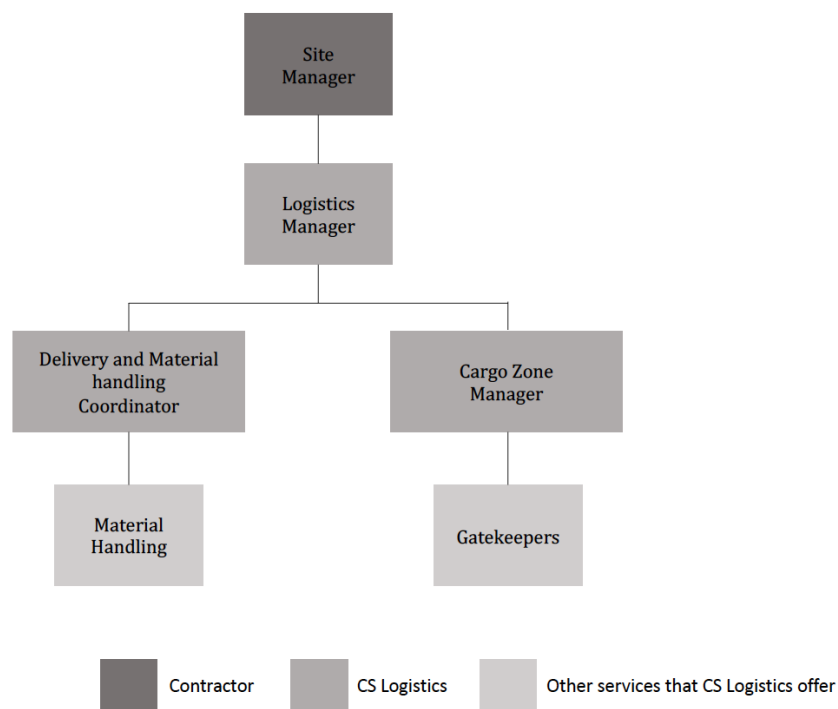 Site
Manager
Logistics
Manager
Delivery and Material
handling
Coordinator
Cargo Zone
Manager
Material
Handling
Gatekeepers
Contractor
CS Logistics
Other services that CS Logistics offer